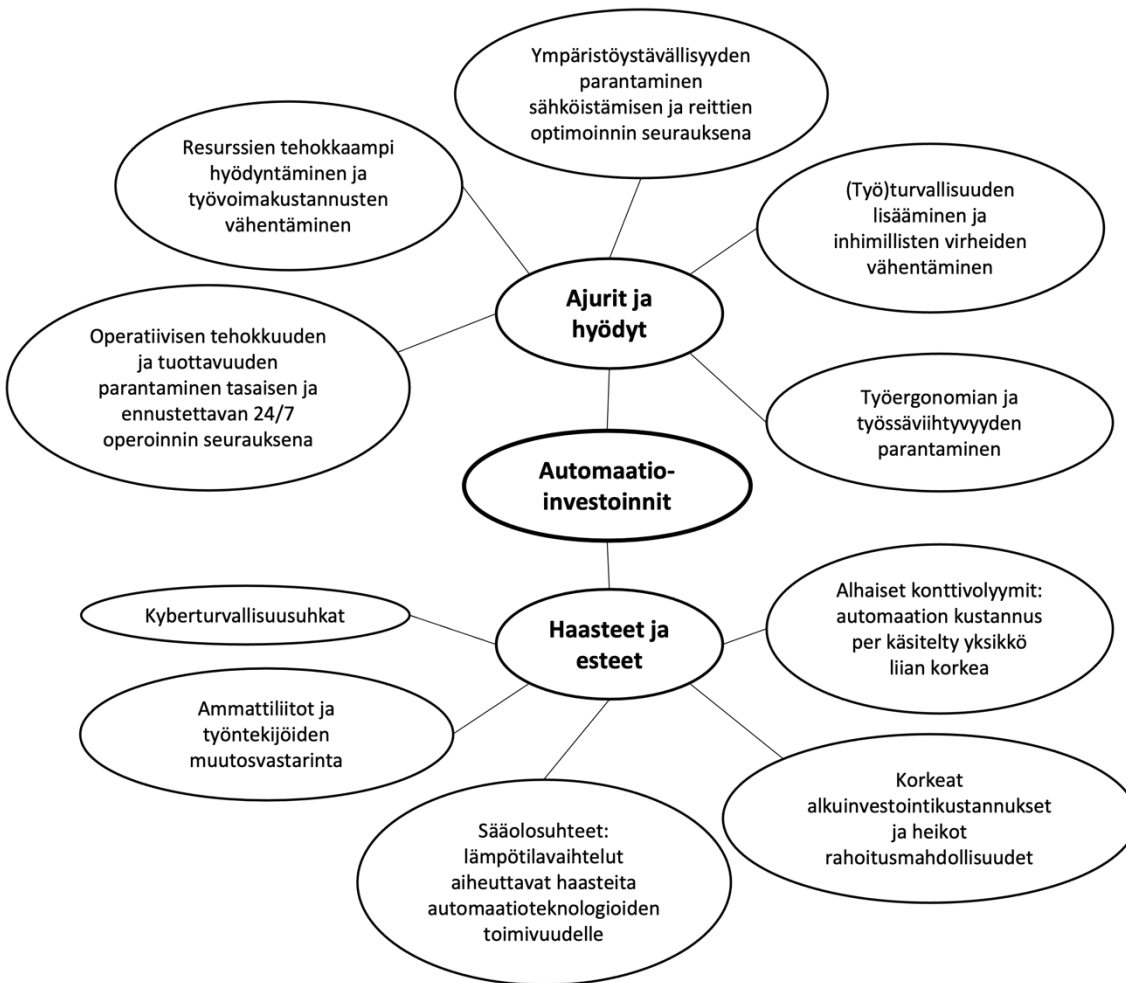 Ympäristöystävällisyyden
parantaminen
sähköistämisen ja reittien
optimoinnin seurauksena
Resurssien tehokkaampi
hyödyntäminen ja
työvoimakustannusten
vähentäminen
(Työ)turvallisuuden
lisääminen ja
inhimillisten virheiden
vähentäminen
Ajurit ja
hyödyt
Operatiivisen tehokkuuden
ja tuottavuuden
parantaminen tasaisen ja
ennustettavan 24/7
operoinnin seurauksena
Työergonomian ja
työssäviihtyvyyden
parantaminen
Automaatio-
investoinnit
Kyberturvallisuusuhkat
Haasteet ja
esteet
Alhaiset konttivolyymit:
automaation kustannus
per käsitelty yksikkö
liian korkea
Ammattiliitot ja
työntekijöiden
muutosvastarinta
Korkeat
alkuinvestointikustannukset
ja heikot
rahoitusmahdollisuudet
Sääolosuhteet:
lämpötilavaihtelut
aiheuttavat haasteita
automaatioteknologioiden
toimivuudelle